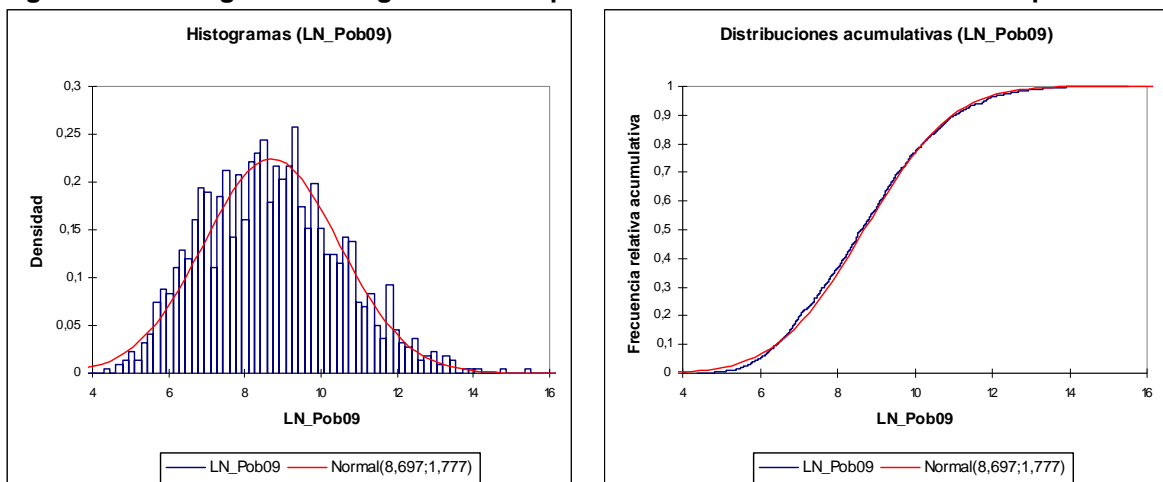 Histogramas (LN_Pob09)
0,3
0,25
0,2
0,15
0,1
0,05
0
Densidad
4 6 8 10 12 14 16
LN_Pob09
LN_Pob09 Normal(8,697;1,777)
Distribuciones acumulativas (LN_Pob09)
1
0,9
0,8
0,7
0,6
0,5
0,4
0,3
0,2
0,1
0
Frecuencia relativa acumulativa
4 6 8 10 12 14 16
LN_Pob09
LN_Pob09 Normal(8,697;1,777)